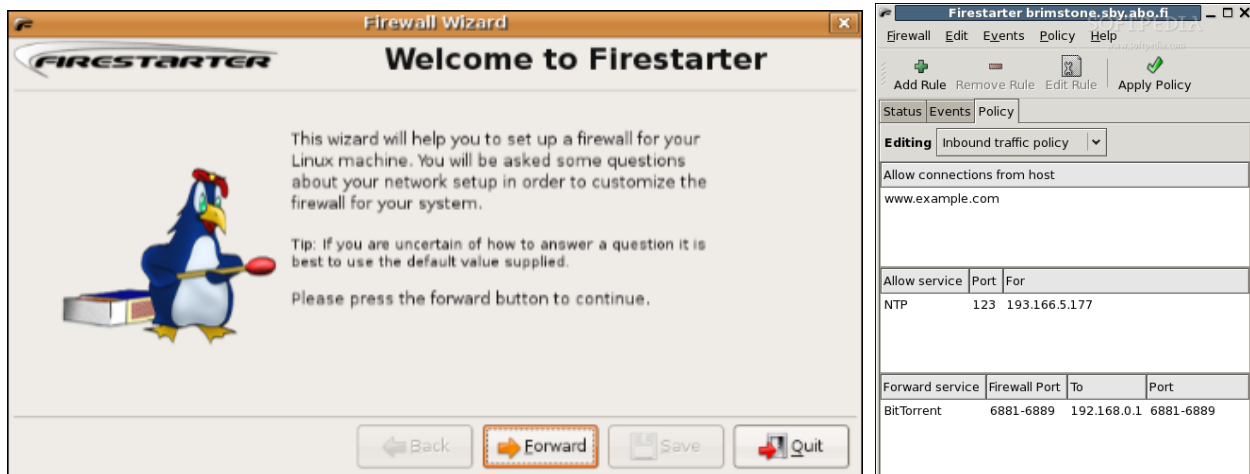 Firewall Wizard
FIRESTARTER
Welcome to Firestarter
This wizard will help you to set up a firewall for your
Linux machine. You will be asked some questions
about your network setup in order to customize the
firewall for your system.
Tip: If you are uncertain of how to answer a question it is
best to use the default value supplied.
Please press the forward button to continue.
Back Forward Save Quit
Firestarter brimstone.sby.abo.fi
SOFTPEDIA
www.softpedia.com
Firewall Edit Events Policy Help
Add Rule Remove Rule Edit Rule Apply Policy
Status Events Policy
Editing Inbound traffic policy
Allow connections from host
www.example.com
Allow service Port For
NTP 123 193.166.5.177
Forward service Firewall Port To Port
BitTorrent 6881-6889 192.168.0.1 6881-6889